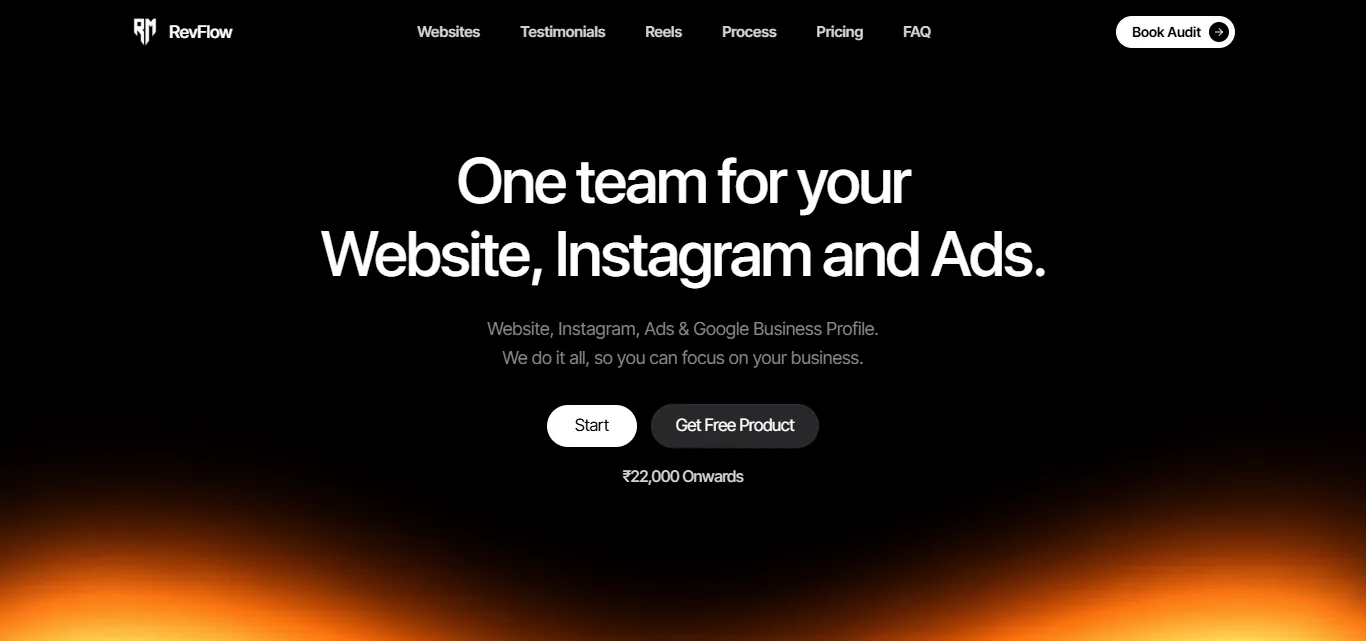 RM RevFlow
Websites
Testimonials
Reels
Process
Pricing
FAQ
Book Audit
One team for your
Website, Instagram and Ads.
Website, Instagram, Ads & Google Business Profile.
We do it all, so you can focus on your business.
Start
Get Free Product
₹22,000 Onwards